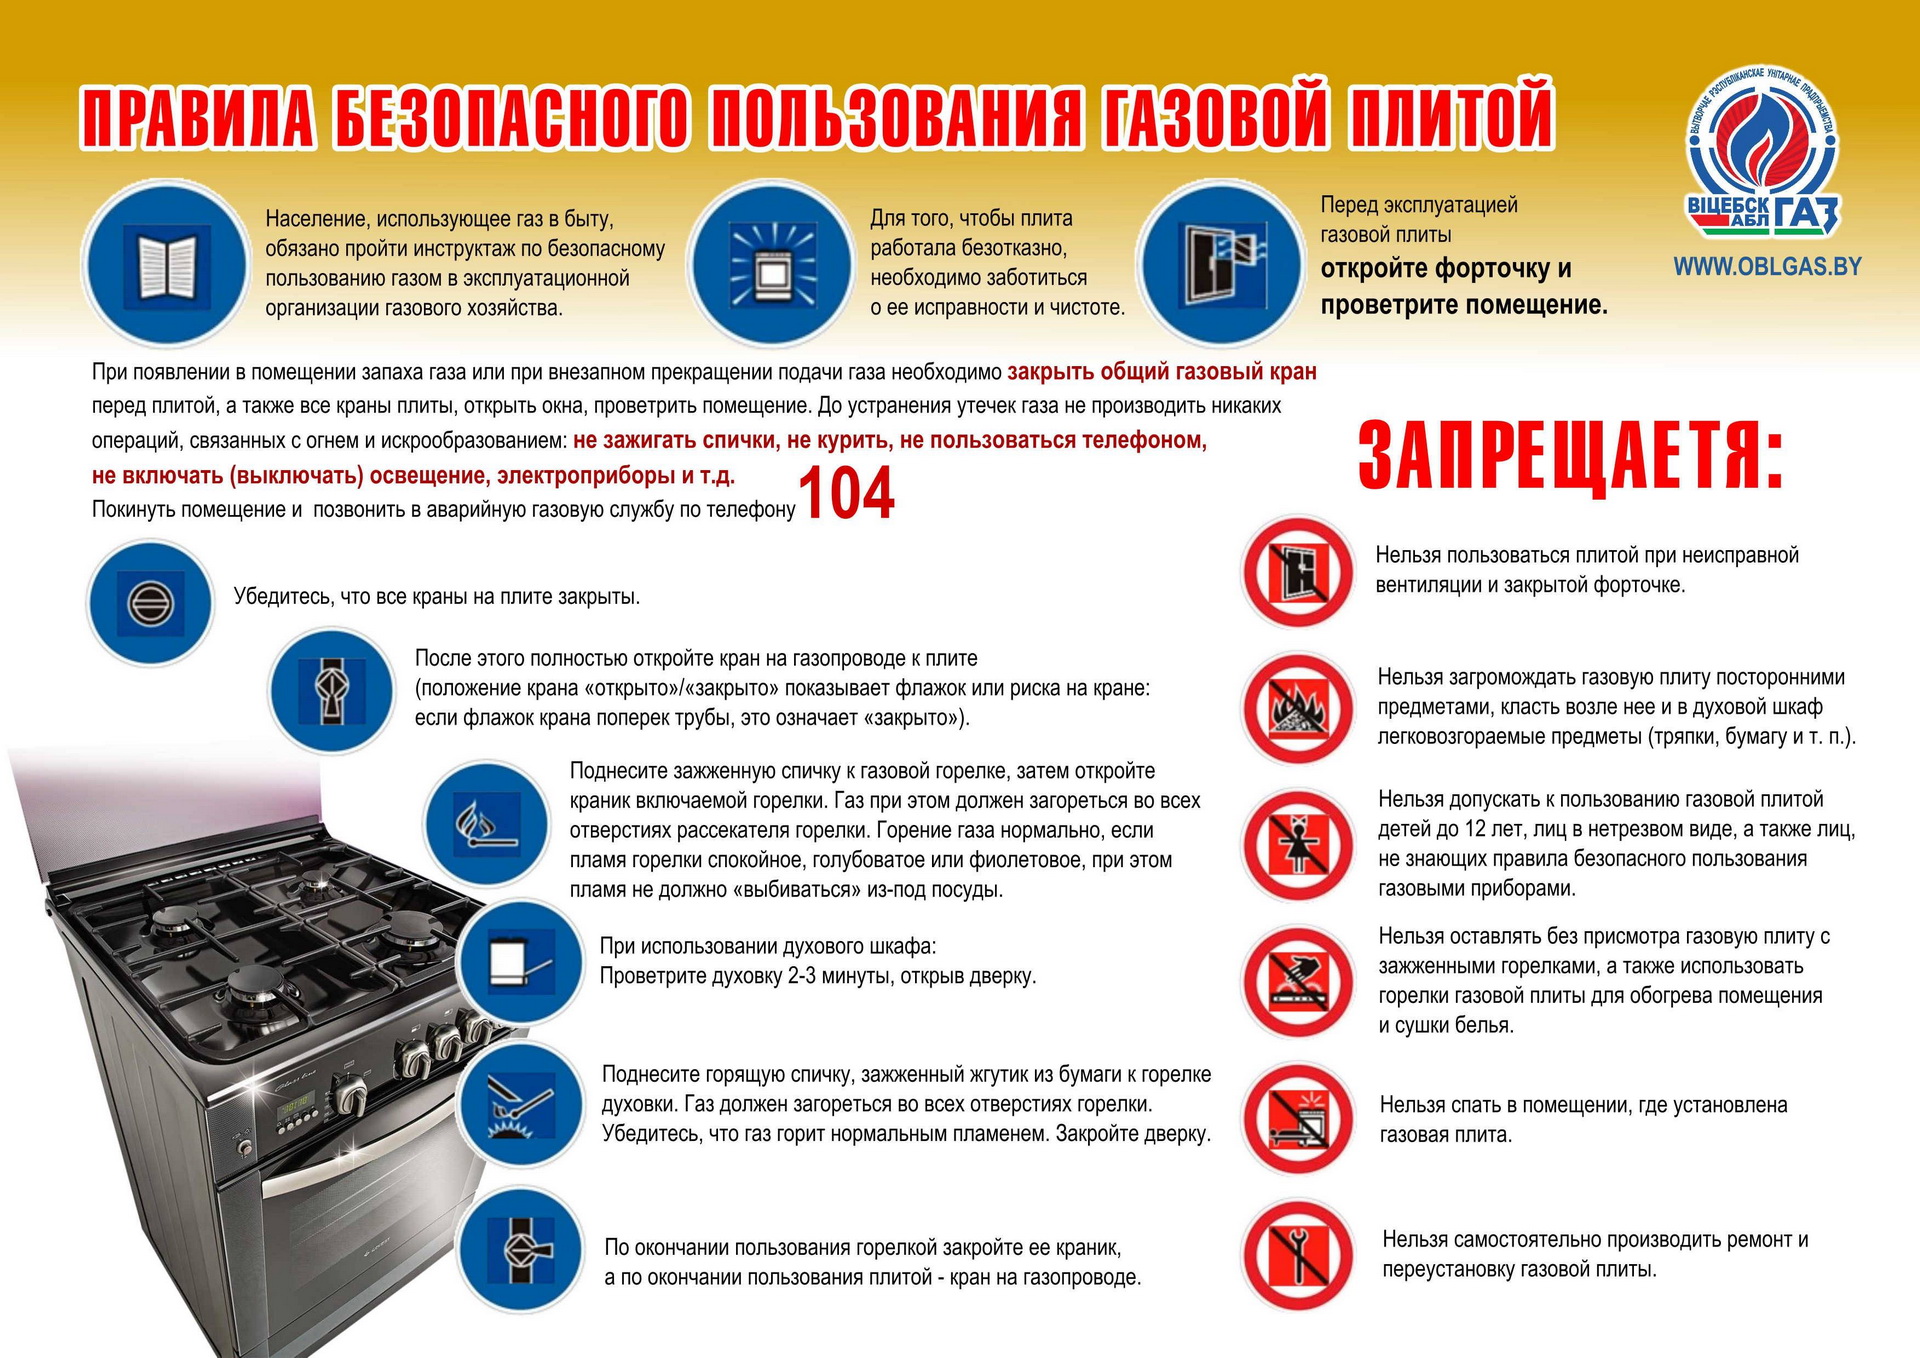 ПРАВИЛА БЕЗОПАСНОГО ПОЛЬЗОВАНИЯ ГАЗОВОЙ ПЛИТОЙ
ВЫТВОРЧАЕ РЭСПУБЛІКАНСКАЕ УНІТАРНАЕ ПРАДПРЫЕМСТВА
ВІЦЕБСК
АБЛ ГАЗ
WWW.OBLGAS.BY
Население, использующее газ в быту,
обязано пройти инструктаж по безопасному
пользованию газом в эксплуатационной
организации газового хозяйства.
Для того, чтобы плита
работала безотказно,
необходимо заботиться
о ее исправности и чистоте.
Перед эксплуатацией
газовой плиты
откройте форточку и
проветрите помещение.
При появлении в помещении запаха газа или при внезапном прекращении подачи газа необходимо закрыть общий газовый кран
перед плитой, а также все краны плиты, открыть окна, проветрить помещение. До устранения утечек газа не производить никаких
операций, связанных с огнем и искрообразованием: не зажигать спички, не курить, не пользоваться телефоном,
не включать (выключать) освещение, электроприборы и т.д.
Покинуть помещение и позвонить в аварийную газовую службу по телефону 104
Убедитесь, что все краны на плите закрыты.
После этого полностью откройте кран на газопроводе к плите
(положение крана «открыто»/«закрыто» показывает флажок или риска на кране:
если флажок крана поперек трубы, это означает «закрыто»).
Поднесите зажженную спичку к газовой горелке, затем откройте
краник включаемой горелки. Газ при этом должен загореться во всех
отверстиях рассекателя горелки. Горение газа нормально, если
пламя горелки спокойное, голубоватое или фиолетовое, при этом
пламя не должно «выбиваться» из-под посуды.
При использовании духового шкафа:
Проветрите духовку 2-3 минуты, открыв дверку.
Поднесите горящую спичку, зажженный жгутик из бумаги к горелке
духовки. Газ должен загореться во всех отверстиях горелки.
Убедитесь, что газ горит нормальным пламенем. Закройте дверку.
По окончании пользования горелкой закройте ее краник,
а по окончании пользования плитой - кран на газопроводе.
ЗАПРЕЩАЕТЯ:
Нельзя пользоваться плитой при неисправной
вентиляции и закрытой форточке.
Нельзя загромождать газовую плиту посторонними
предметами, класть возле нее и в духовой шкаф
легковозгораемые предметы (тряпки, бумагу и т. п.).
Нельзя допускать к пользованию газовой плитой
детей до 12 лет, лиц в нетрезвом виде, а также лиц,
не знающих правила безопасного пользования
газовыми приборами.
Нельзя оставлять без присмотра газовую плиту с
зажженными горелками, а также использовать
горелки газовой плиты для обогрева помещения
и сушки белья.
Нельзя спать в помещении, где установлена
газовая плита.
Нельзя самостоятельно производить ремонт и
переустановку газовой плиты.